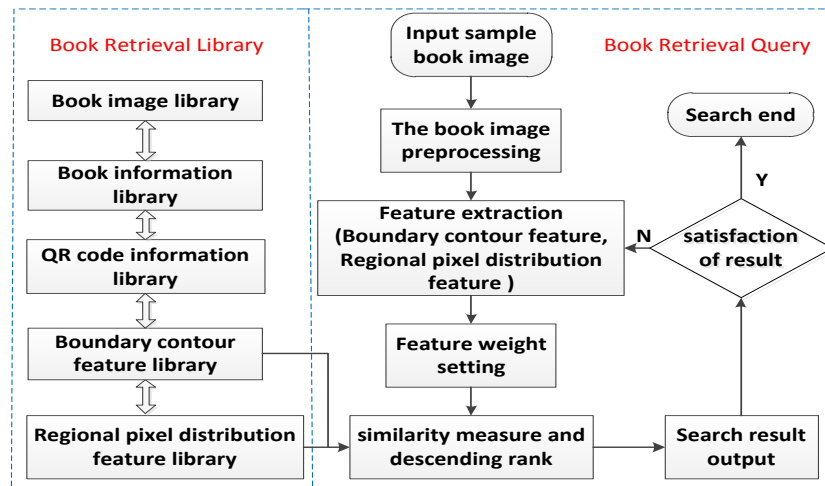 Book Retrieval Library
Book image library
Book information
library
QR code information
library
Boundary contour
feature library
Regional pixel distribution
feature library
Book Retrieval Query
Input sample
book image
The book image
preprocessing
Feature extraction
(Boundary contour feature,
Regional pixel distribution
feature )
Feature weight
setting
similarity measure and
descending rank
Search result
output
satisfaction
of result
N
Y
Search end